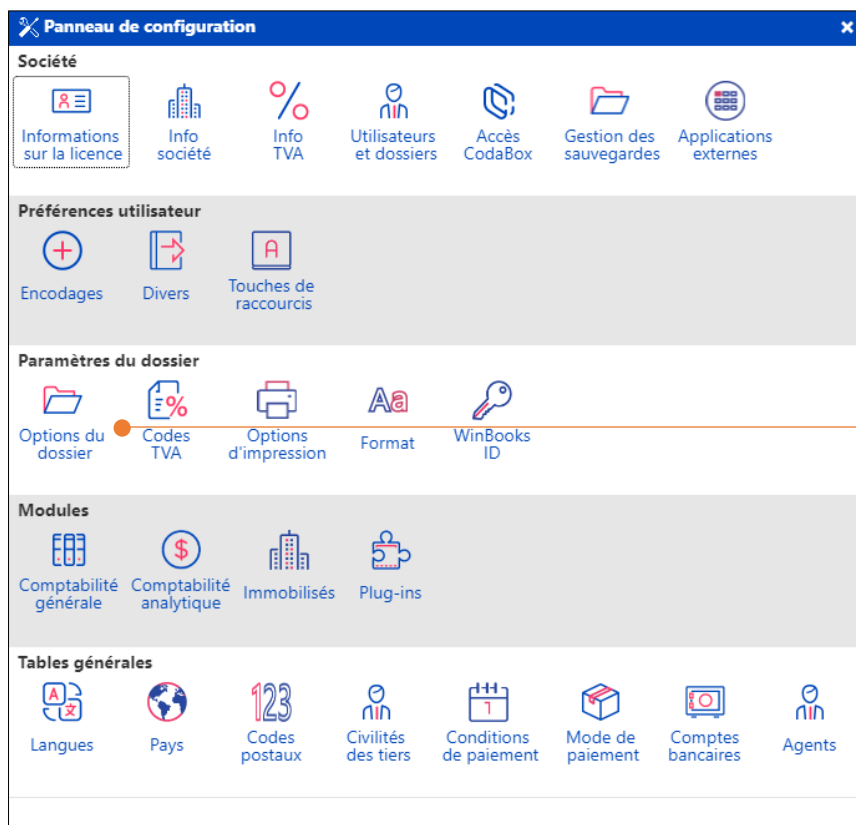 Panneau de configuration
Société
Informations sur la licence
Info société
Info TVA
Utilisateurs et dossiers
Accès CodaBox
Gestion des sauvegardes
Applications externes
Préférences utilisateur
Encodages
Divers
Touches de raccourcis
Paramètres du dossier
Options du dossier
Codes TVA
Options d'impression
Format
WinBooks ID
Modules
Comptabilité générale
Comptabilité analytique
Immobilisés
Plug-ins
Tables générales
Langues
Pays
Codes postaux
Civilités des tiers
Conditions de paiement
Mode de paiement
Comptes bancaires
Agents